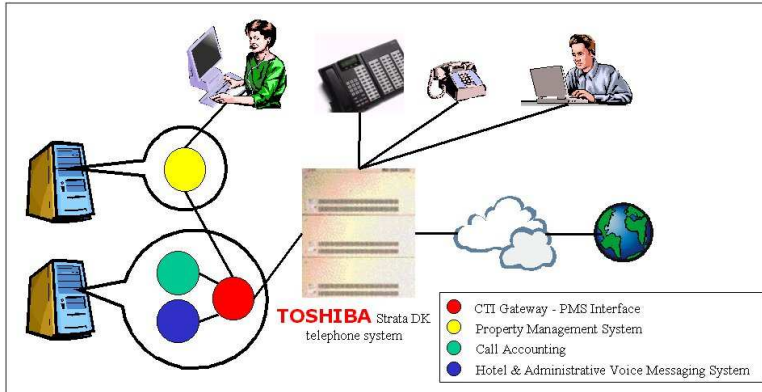 TOSHIBA Strata DK
telephone system
CTI Gateway - PMS Interface
Property Management System
Call Accounting
Hotel & Administrative Voice Messaging System